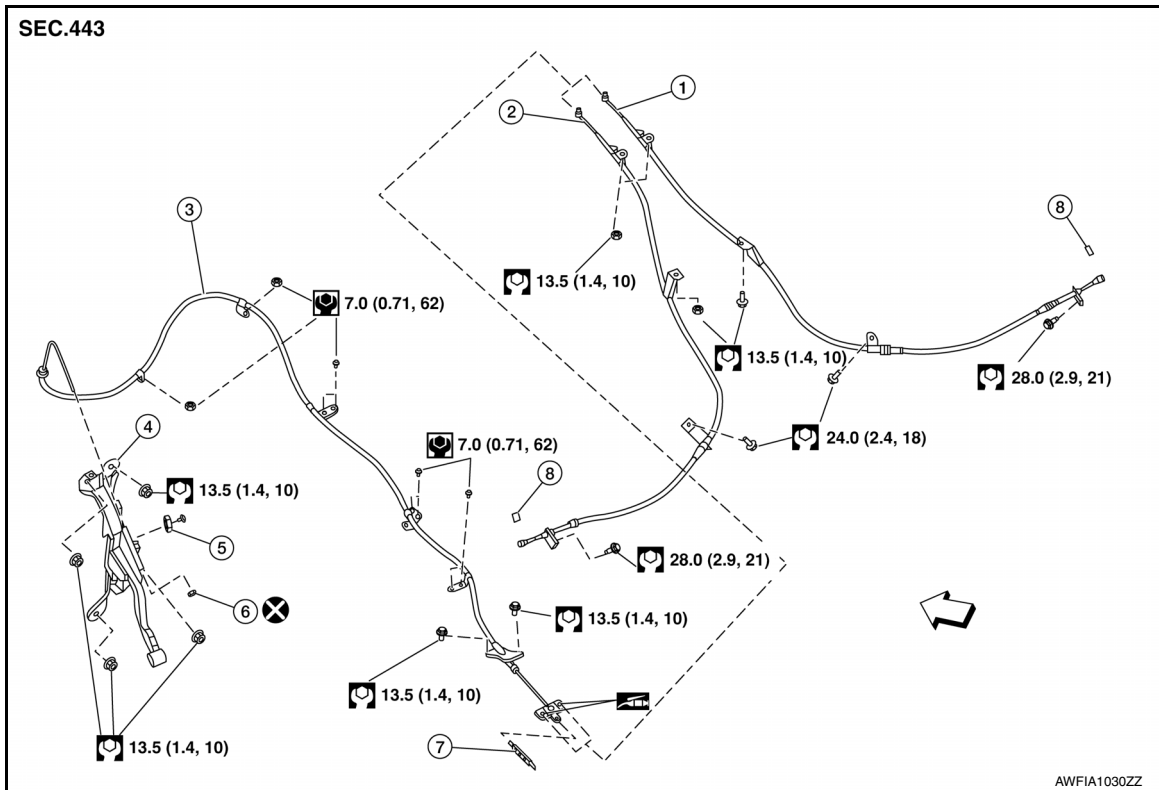 SEC.443
1
2
3
8
13.5 (1.4, 10)
7.0 (0.71, 62)
13.5 (1.4, 10)
28.0 (2.9, 21)
4
24.0 (2.4, 18)
7.0 (0.71, 62)
8
13.5 (1.4, 10)
5
28.0 (2.9, 21)
6
13.5 (1.4, 10)
13.5 (1.4, 10)
7
13.5 (1.4, 10)
AWFIA1030ZZ